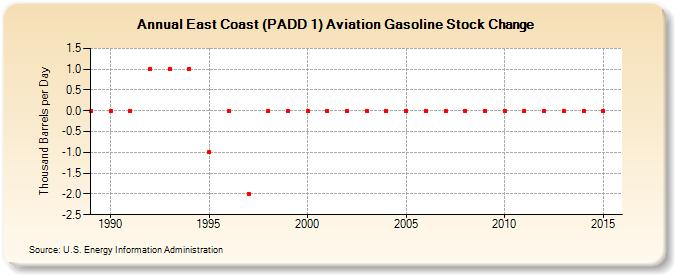 Annual East Coast (PADD 1) Aviation Gasoline Stock Change
Thousand Barrels per Day
1.5
1.0
0.5
0.0
-0.5
-1.0
-1.5
-2.0
-2.5
1990 1995 2000 2005 2010 2015
Source: U.S. Energy Information Administration